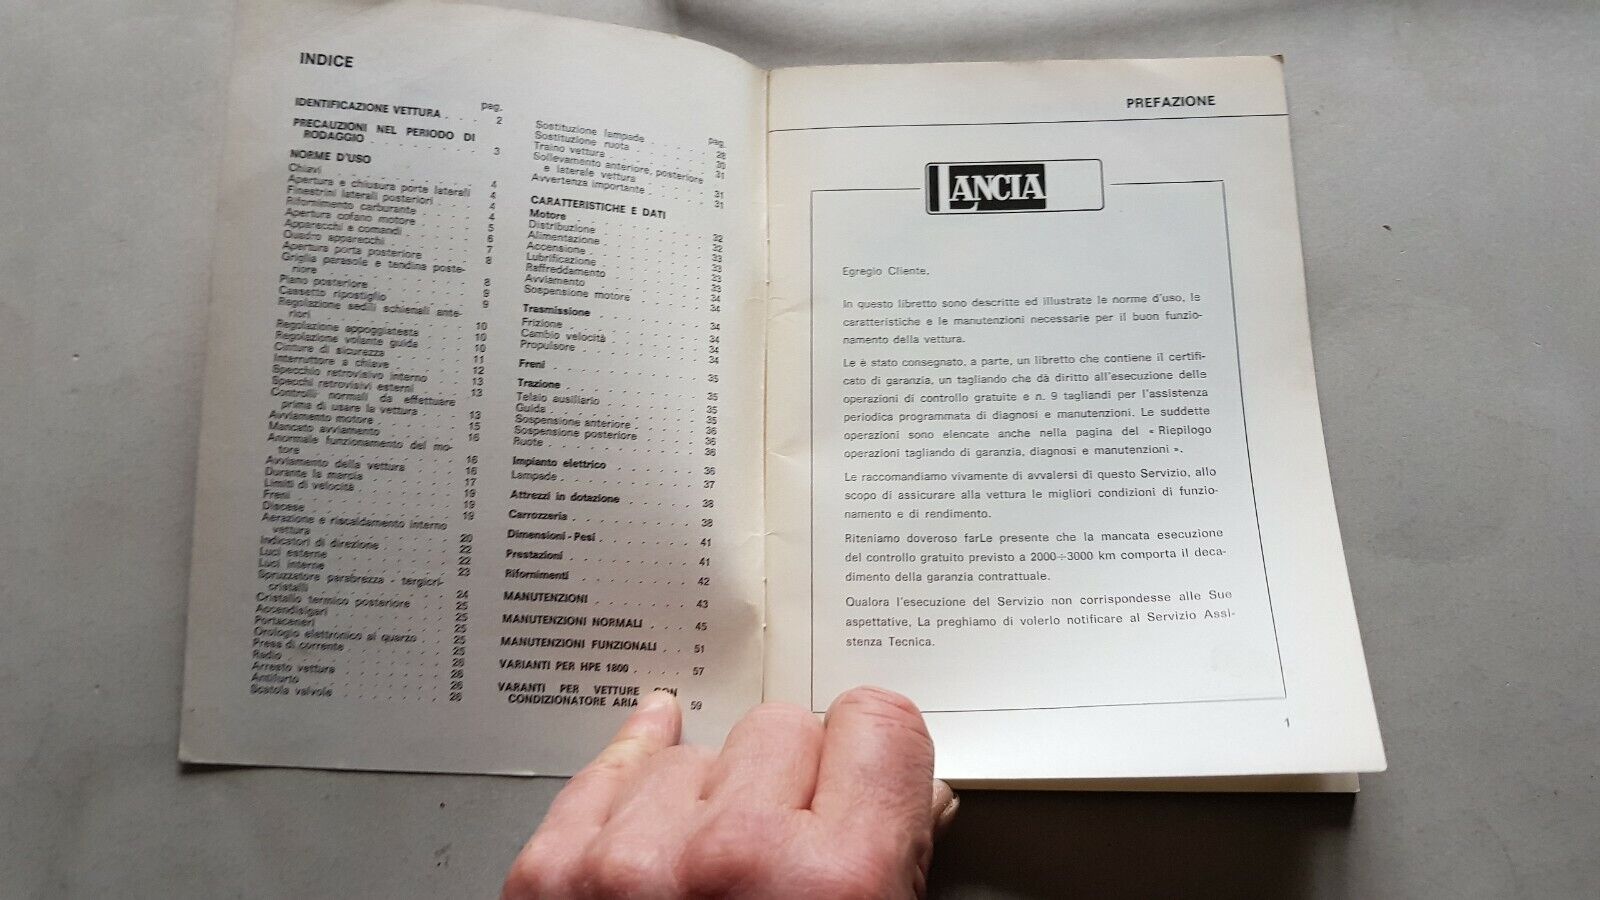 INDICE
pag.
IDENTIFICAZIONE VETTURA . . . 2
PRECAUZIONI NEL PERIODO DI
RODAGGIO . . . . . . . . 3
NORME D'USO
Chiavi . . . . . . . . 4
Apertura e chiusura porte laterali 4
Finestrini laterali posteriori . . . 4
Rifornimento carburante . . . . 4
Apertura cofano motore . . . . 5
Apparecchi e comandi . . . . 6
Quadro apparecchi . . . . . 7
Apertura porta posteriore . . . . 8
Griglia parasole e tendina poste-
riore . . . . . . . . 8
Piano posteriore . . . . . . 9
Cassetto ripostiglio . . . . . 9
Regolazione sedili schienali ante-
riori . . . . . . . . 10
Regolazione appoggiatesta . . . 10
Regolazione volante guida . . . 10
Cinture di sicurezza . . . . . 11
Interruttore a chiave . . . . . 12
Specchio retrovisivo interno . . . 13
Specchi retrovisivi esterni . . . 13
Controlli normali da effettuare
prima di usare la vettura . . . 13
Avviamento motore . . . . . 15
Mancato avviamento . . . . . 16
Anormale funzionamento del mo-
tore . . . . . . . . 16
Avviamento della vettura . . . . 16
Durante la marcia . . . . . . 17
Limiti di velocità . . . . . . 19
Freni . . . . . . . . 19
Discese . . . . . . . . 19
Aerazione e riscaldamento interno
vettura . . . . . . . . 20
Indicatori di direzione . . . . . 22
Luci esterne . . . . . . . 22
Luci interne . . . . . . . 23
Spruzzatore parabrezza - tergicri-
cristalli . . . . . . . . 24
Cristallo termico posteriore . . . 25
Accendisigari . . . . . . . 25
Portaceneri . . . . . . . 25
Orologio elettronico al quarzo . . 25
Presa di corrente . . . . . . 25
Radio . . . . . . . . 26
Arresto vettura . . . . . . 26
Antifurto . . . . . . . . 26
Scatola valvole . . . . . . 26
pag.
Sostituzione lampade . . . . . 28
Sostituzione ruota . . . . . . 30
Traino vettura . . . . . . . 31
Sollevamento anteriore, posteriore
e laterale vettura . . . . . 31
Avvertenza importante . . . . 31
CARATTERISTICHE E DATI
Motore . . . . . . . . 32
Distribuzione . . . . . . . 32
Alimentazione . . . . . . . 33
Accensione . . . . . . . 33
Lubrificazione . . . . . . . 33
Raffreddamento . . . . . . 33
Avviamento . . . . . . . 34
Sospensione motore . . . . . 34
Trasmissione . . . . . . . 34
Frizione . . . . . . . . 34
Cambio velocità . . . . . . 34
Propulsore . . . . . . . 34
Freni . . . . . . . . 35
Trazione . . . . . . . . 35
Telaio ausiliario . . . . . . 35
Guida . . . . . . . . 35
Sospensione anteriore . . . . . 36
Sospensione posteriore . . . . 36
Ruote . . . . . . . . 36
Impianto elettrico . . . . . . 36
Lampade . . . . . . . . 37
Attrezzi in dotazione . . . . . 38
Carrozzeria . . . . . . . 38
Dimensioni - Pesi . . . . . . 41
Prestazioni . . . . . . . 41
Rifornimenti . . . . . . . 42
MANUTENZIONI . . . . . . 43
MANUTENZIONI NORMALI . . . 45
MANUTENZIONI FUNZIONALI . . 51
VARIANTI PER HPE 1800 . . . . 57
VARANTI PER VETTURE CON
CONDIZIONATORE ARIA 59
PREFAZIONE
LANCIA
Egregio Cliente,
In questo libretto sono descritte ed illustrate le norme d'uso, le
caratteristiche e le manutenzioni necessarie per il buon funzio-
namento della vettura.
Le è stato consegnato, a parte, un libretto che contiene il certifi-
cato di garanzia, un tagliando che dà diritto all'esecuzione delle
operazioni di controllo gratuite e n. 9 tagliandi per l'assistenza
periodica programmata di diagnosi e manutenzioni. Le suddette
operazioni sono elencate anche nella pagina del « Riepilogo
operazioni tagliando di garanzia, diagnosi e manutenzioni ».
Le raccomandiamo vivamente di avvalersi di questo Servizio, allo
scopo di assicurare alla vettura le migliori condizioni di funzio-
namento e di rendimento.
Riteniamo doveroso farLe presente che la mancata esecuzione
del controllo gratuito previsto a 2000÷3000 km comporta il deca-
dimento della garanzia contrattuale.
Qualora l'esecuzione del Servizio non corrispondesse alle Sue
aspettative, La preghiamo di volerlo notificare al Servizio Assi-
stenza Tecnica.
1